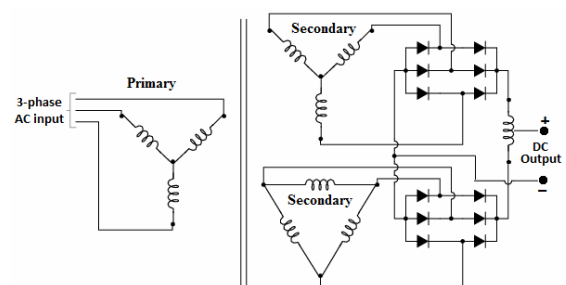 Secondary
Primary
3-phase
AC input
+
DC
Output
−
Secondary